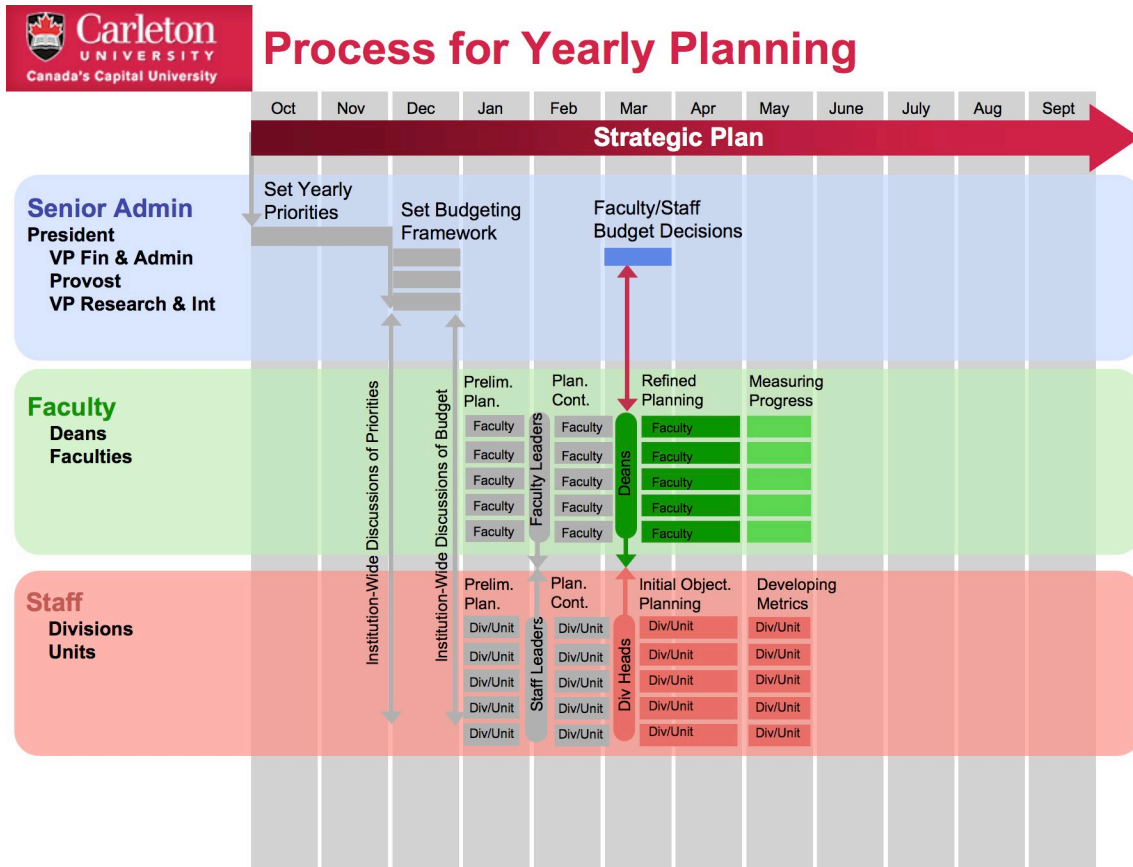 Carleton
UNIVERSITY
Canada's Capital University
Process for Yearly Planning
Oct Nov Dec Jan Feb Mar Apr May June July Aug Sept
Strategic Plan
Senior Admin
President
VP Fin & Admin
Provost
VP Research & Int
Set Yearly
Priorities
Set Budgeting
Framework
Faculty/Staff
Budget Decisions
Institution-Wide Discussions of Priorities
Institution-Wide Discussions of Budget
Faculty
Deans
Faculties
Prelim.
Plan.
Faculty
Faculty
Faculty
Faculty
Faculty
Faculty Leaders
Plan.
Cont.
Faculty
Faculty
Faculty
Faculty
Faculty
Deans
Refined
Planning
Faculty
Faculty
Faculty
Faculty
Faculty
Measuring
Progress
Staff
Divisions
Units
Prelim.
Plan.
Div/Unit
Div/Unit
Div/Unit
Div/Unit
Div/Unit
Staff Leaders
Plan.
Cont.
Div/Unit
Div/Unit
Div/Unit
Div/Unit
Div/Unit
Div Heads
Initial Object.
Planning
Div/Unit
Div/Unit
Div/Unit
Div/Unit
Div/Unit
Developing
Metrics
Div/Unit
Div/Unit
Div/Unit
Div/Unit
Div/Unit